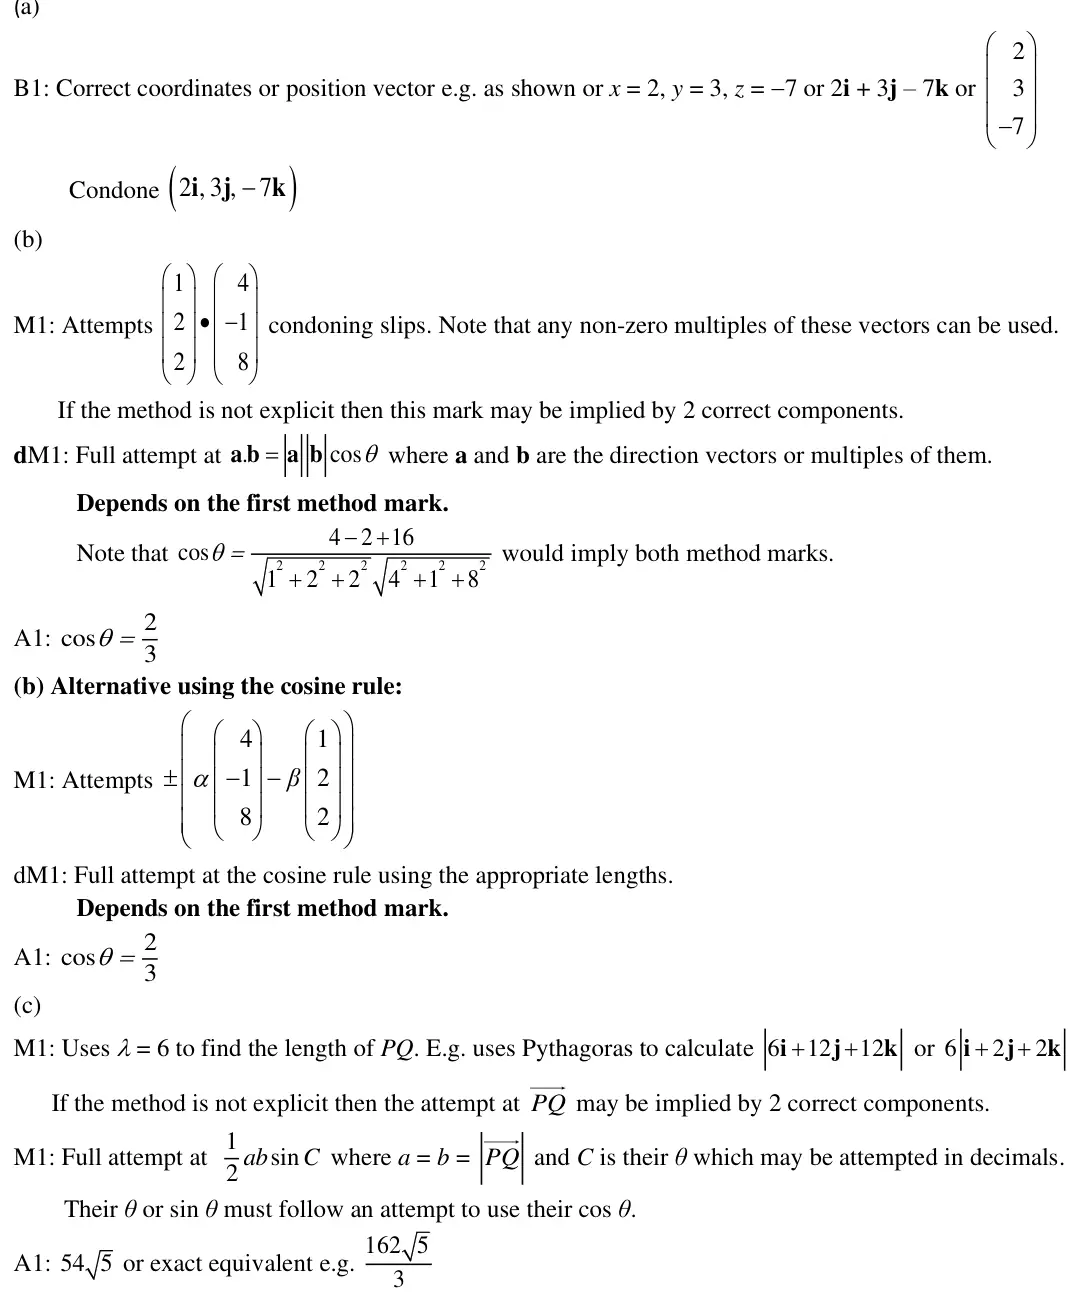 (a)
B1: Correct coordinates or position vector e.g. as shown or x = 2, y = 3, z = –7 or 2i + 3j – 7k or (2 3 –7)
Condone (2i, 3j, – 7k)
(b)
M1: Attempts (1 2 2) • (4 –1 8) condoning slips. Note that any non-zero multiples of these vectors can be used.
If the method is not explicit then this mark may be implied by 2 correct components.
dM1: Full attempt at a.b = |a||b| cos θ where a and b are the direction vectors or multiples of them.
Depends on the first method mark.
Note that cos θ = (4 – 2 + 16)/(√(1² + 2² + 2²) √(4² + 1² + 8²)) would imply both method marks.
A1: cos θ = 2/3
(b) Alternative using the cosine rule:
M1: Attempts ±(α(4 –1 8) – β(1 2 2))
dM1: Full attempt at the cosine rule using the appropriate lengths.
Depends on the first method mark.
A1: cos θ = 2/3
(c)
M1: Uses λ = 6 to find the length of PQ. E.g. uses Pythagoras to calculate |6i + 12j + 12k| or 6|i + 2j + 2k|
If the method is not explicit then the attempt at PQ⃗ may be implied by 2 correct components.
M1: Full attempt at 1/2 ab sin C where a = b = |PQ⃗| and C is their θ which may be attempted in decimals.
Their θ or sin θ must follow an attempt to use their cos θ.
A1: 54√5 or exact equivalent e.g. 162√5/3